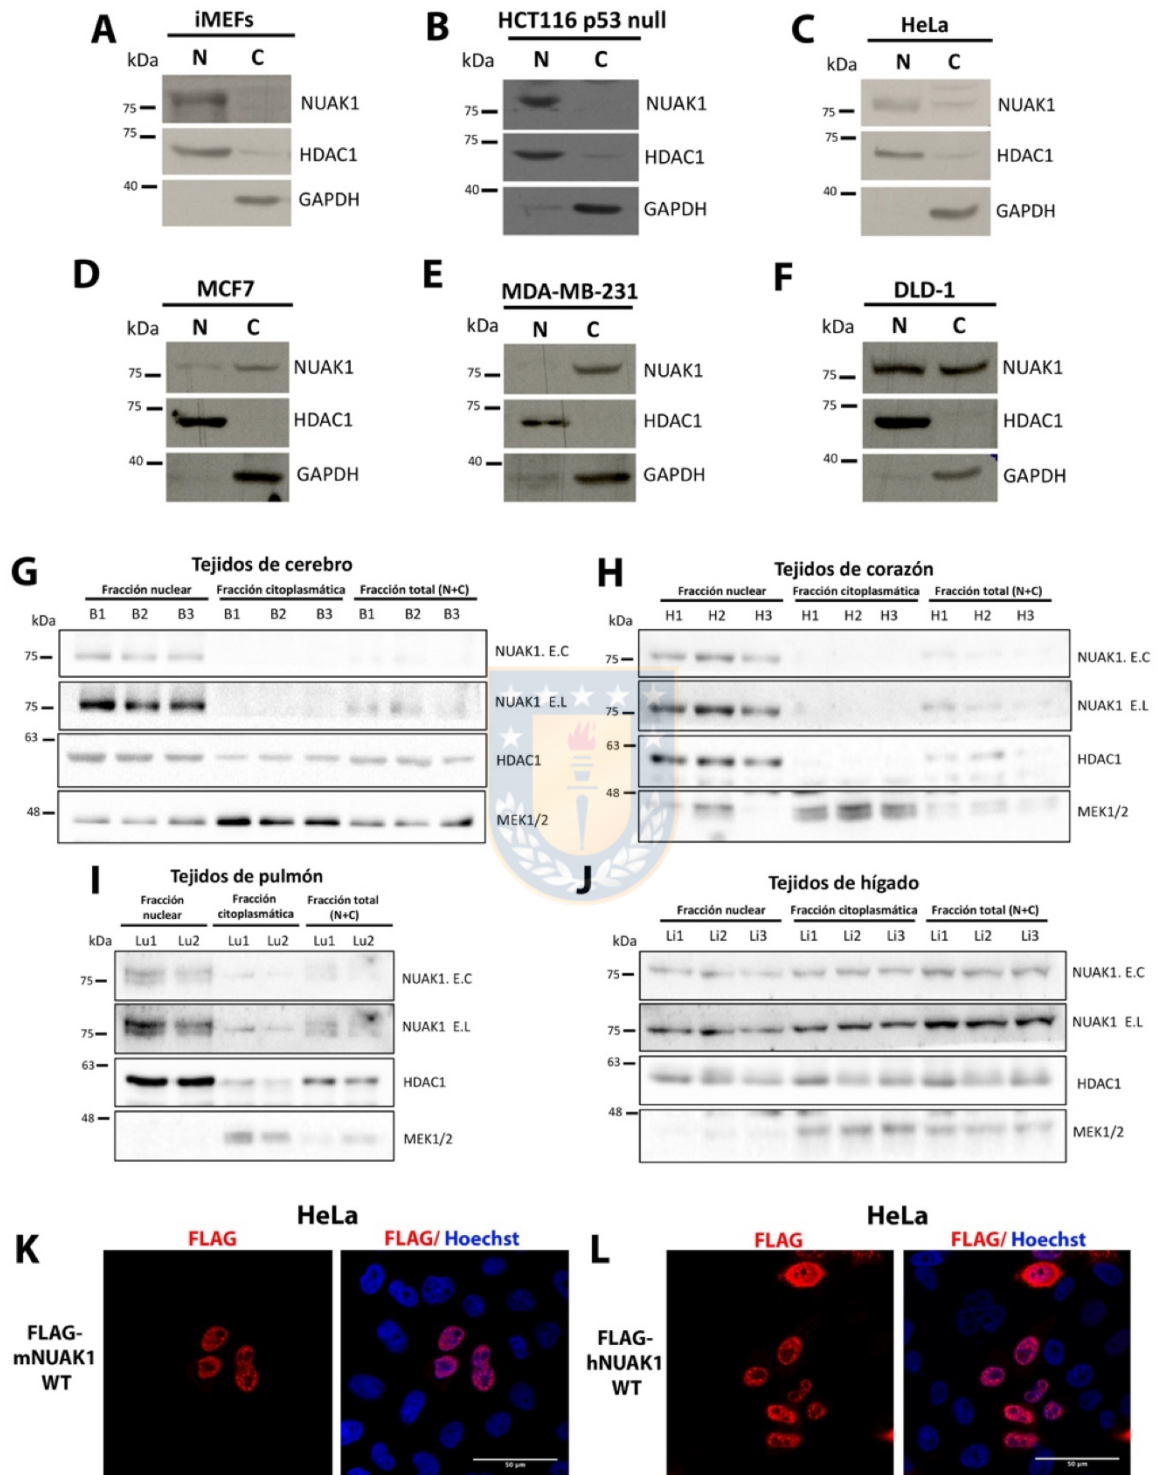 A
iMEFs
kDa N C
75 NUAK1
75 HDAC1
40 GAPDH
B
HCT116 p53 null
kDa N C
75 NUAK1
75 HDAC1
40 GAPDH
C
HeLa
kDa N C
75 NUAK1
75 HDAC1
40 GAPDH
D
MCF7
kDa N C
75 NUAK1
75 HDAC1
40 GAPDH
E
MDA-MB-231
kDa N C
75 NUAK1
75 HDAC1
40 GAPDH
F
DLD-1
kDa N C
75 NUAK1
75 HDAC1
40 GAPDH
G
Tejidos de cerebro
Fracción nuclear Fracción citoplasmática Fracción total (N+C)
kDa B1 B2 B3 B1 B2 B3 B1 B2 B3
75 NUAK1. E.C
75 NUAK1 E.L
63 HDAC1
48 MEK1/2
H
Tejidos de corazón
Fracción nuclear Fracción citoplasmática Fracción total (N+C)
kDa H1 H2 H3 H1 H2 H3 H1 H2 H3
75 NUAK1. E.C
75 NUAK1 E.L
63 HDAC1
48 MEK1/2
I
Tejidos de pulmón
Fracción nuclear Fracción citoplasmática Fracción total (N+C)
kDa Lu1 Lu2 Lu1 Lu2 Lu1 Lu2
75 NUAK1. E.C
75 NUAK1 E.L
63 HDAC1
48 MEK1/2
J
Tejidos de hígado
Fracción nuclear Fracción citoplasmática Fracción total (N+C)
kDa Li1 Li2 Li3 Li1 Li2 Li3 Li1 Li2 Li3
75 NUAK1. E.C
75 NUAK1 E.L
63 HDAC1
48 MEK1/2
K
HeLa
FLAG FLAG/ Hoechst
FLAG-
mNUAK1
WT
50 µm
L
HeLa
FLAG FLAG/ Hoechst
FLAG-
hNUAK1
WT
50 µm